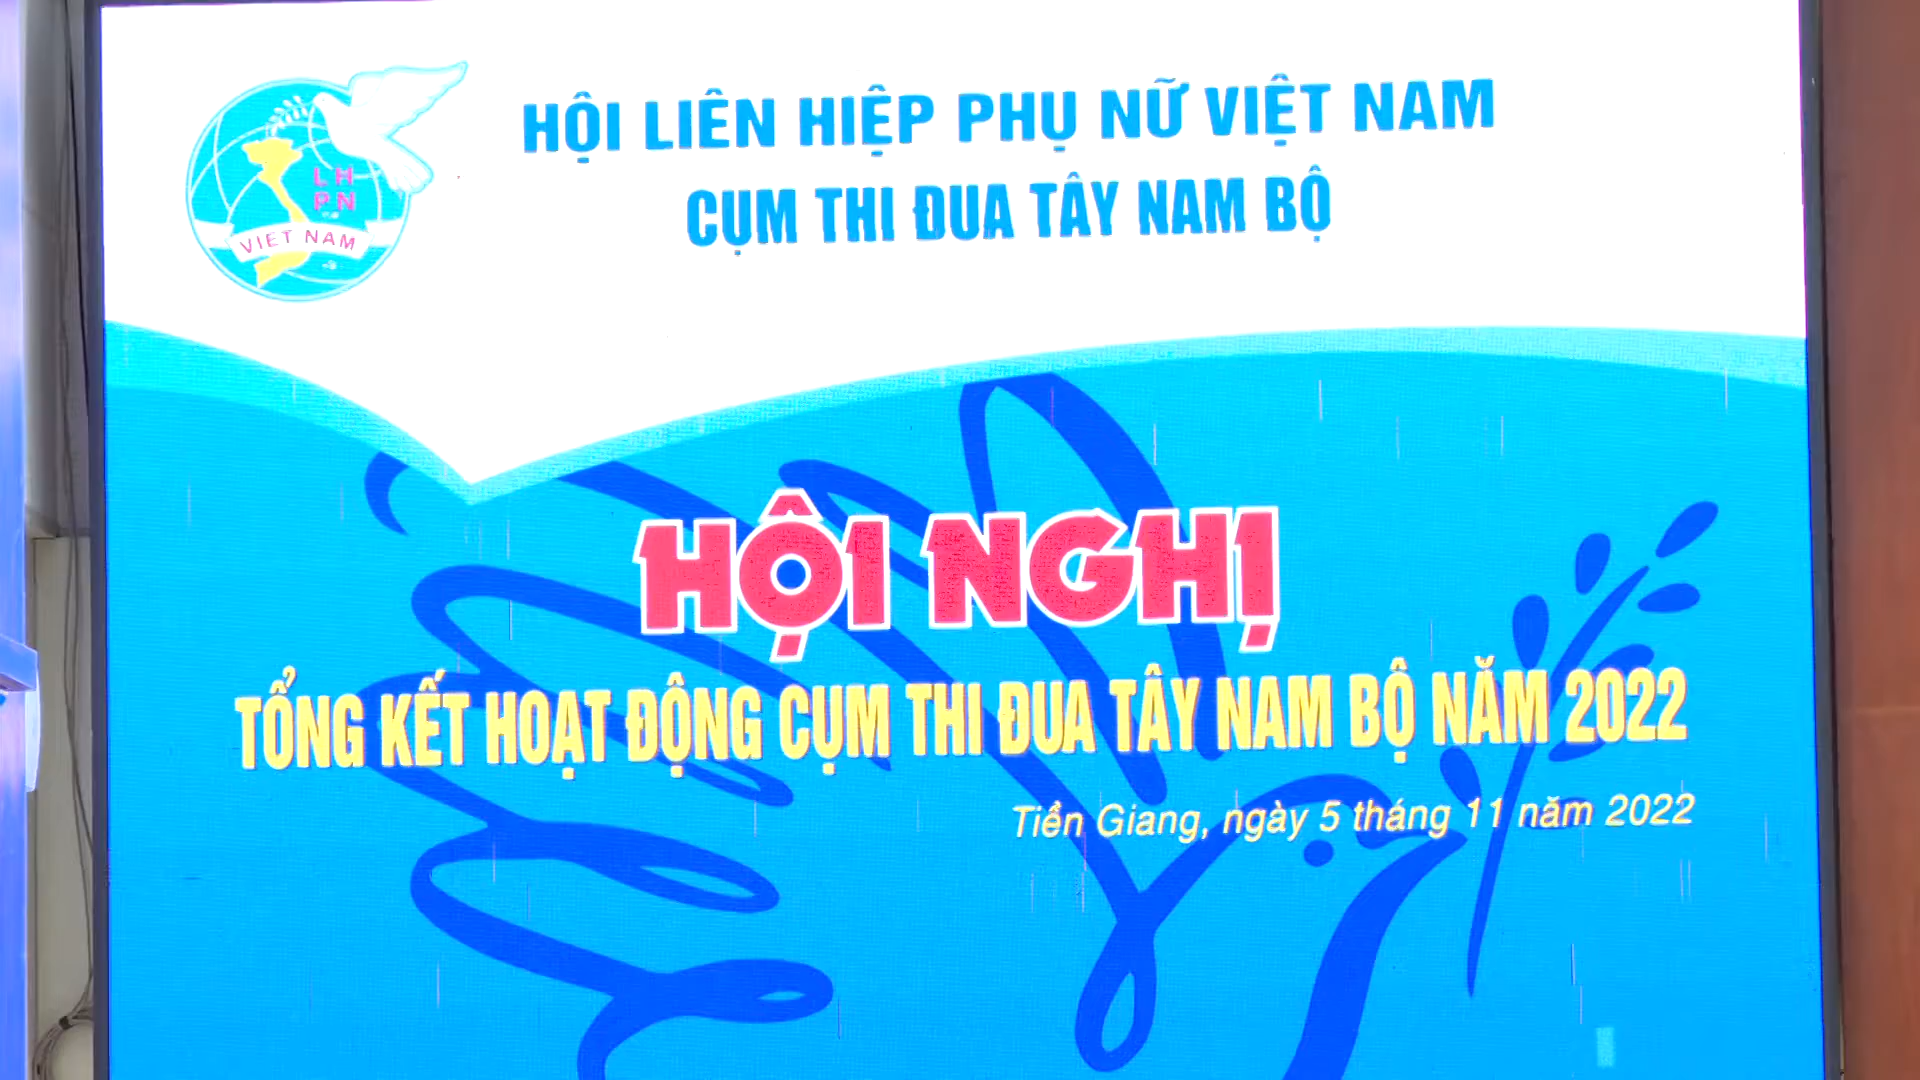 HỘI LIÊN HIỆP PHỤ NỮ VIỆT NAM
CỤM THI ĐUA TÂY NAM BỘ
LH
PN
VIET NAM
HỘI NGHỊ
TỔNG KẾT HOẠT ĐỘNG CỤM THI ĐUA TÂY NAM BỘ NĂM 2022
Tiền Giang, ngày 5 tháng 11 năm 2022